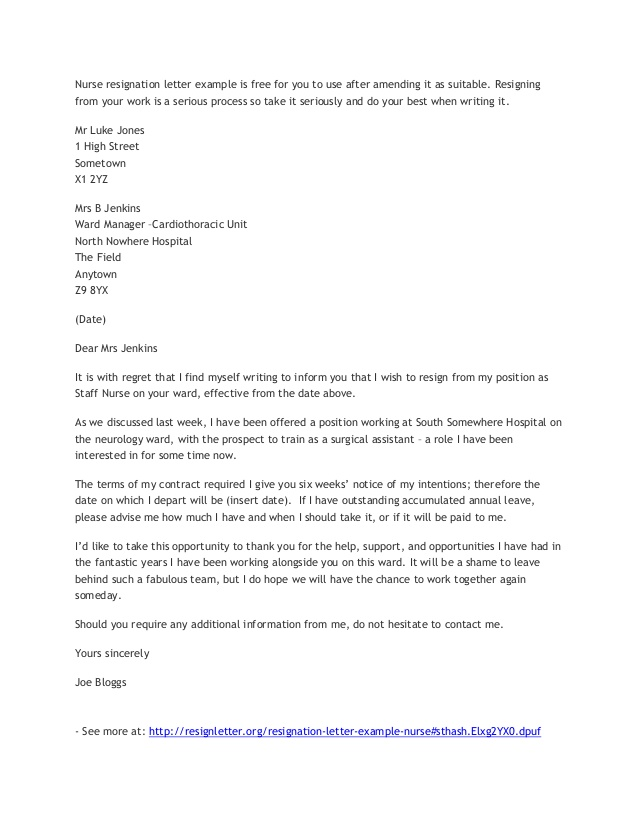 Nurse resignation letter example is free for you to use after amending it as suitable. Resigning
from your work is a serious process so take it seriously and do your best when writing it.
Mr Luke Jones
1 High Street
Sometown
X1 2YZ
Mrs B Jenkins
Ward Manager –Cardiothoracic Unit
North Nowhere Hospital
The Field
Anytown
Z9 8YX
(Date)
Dear Mrs Jenkins
It is with regret that I find myself writing to inform you that I wish to resign from my position as
Staff Nurse on your ward, effective from the date above.
As we discussed last week, I have been offered a position working at South Somewhere Hospital on
the neurology ward, with the prospect to train as a surgical assistant – a role I have been
interested in for some time now.
The terms of my contract required I give you six weeks’ notice of my intentions; therefore the
date on which I depart will be (insert date).  If I have outstanding accumulated annual leave,
please advise me how much I have and when I should take it, or if it will be paid to me.
I’d like to take this opportunity to thank you for the help, support, and opportunities I have had in
the fantastic years I have been working alongside you on this ward. It will be a shame to leave
behind such a fabulous team, but I do hope we will have the chance to work together again
someday.
Should you require any additional information from me, do not hesitate to contact me.
Yours sincerely
Joe Bloggs
- See more at: http://resignletter.org/resignation-letter-example-nurse#sthash.Elxg2YX0.dpuf